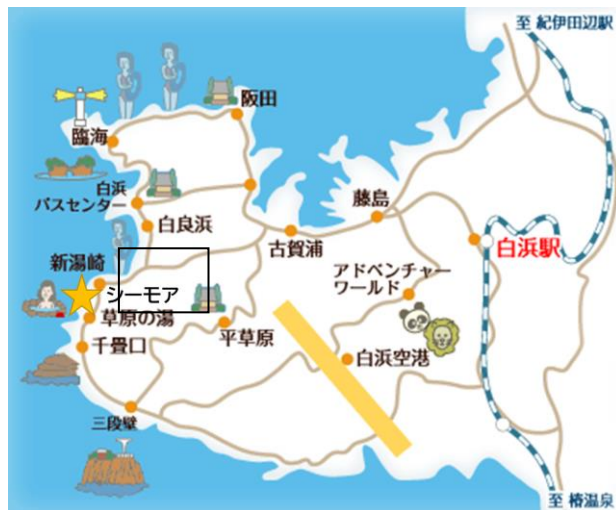 至 紀伊田辺駅
阪田
臨海
白浜
バスセンター
白良浜
藤島
古賀浦
白浜駅
新湯崎
シーモア
アドベンチャー
ワールド
草原の湯
千畳口
平草原
白浜空港
三段壁
至 椿温泉